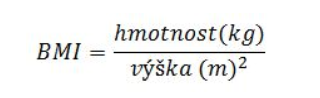 BMI = hmotnost(kg)
výška (m)²